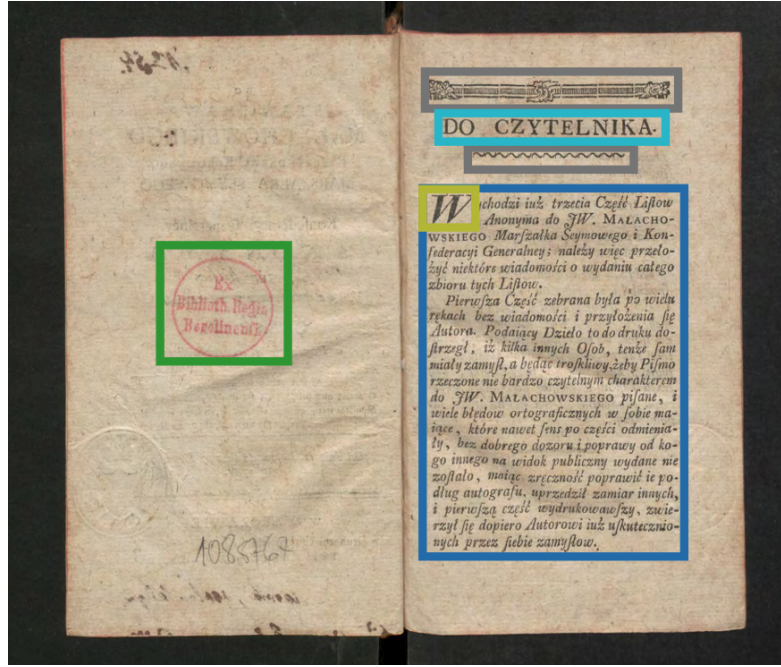 Ex
Biblioth. Regia
Berolinensi.
1085767
DO CZYTELNIKA.
Wychodzi iuż trzecia Część Liſtow
Anonyma do JW. MAŁACHO-
WSKIEGO Marſzałka Seymowego i Kon-
federacyi Generalney; należy więc przeło-
żyć niektóre wiadomości o wydaniu całego
zbioru tych Liſtow.
Pierwſza Część zebrana była po wielu
rękach bez wiadomości i przyłożenia ſię
Autora. Podaiący Dzieło to do druku do-
ſtrzegł, iż kilka innych Oſob, tenże ſam
miały zamyſł, a będąc troſkliwy, żeby Piſmo
rzeczone nie bardzo czytelnym charakterem
do JW. MAŁACHOWSKIEGO piſane, i
wiele błędow ortograficznych w ſobie ma-
iące, które nawet ſens po części odmienia-
ły, bez dobrego dozoru i poprawy od ko-
go innego na widok publiczny wydane nie
zoſtało, maiąc zręczność poprawić ie po-
dług autografu, uprzedził zamiar innych,
i pierwſzą część wydrukowawſzy, zwie-
rzył ſię dopiero Autorowi iuż uſkutecznio-
nych przez ſiebie zamyſłow.